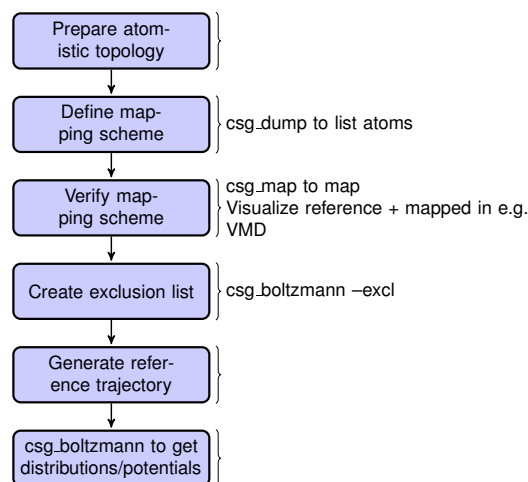 Prepare atom-
istic topology
Define map-
ping scheme
csg_dump to list atoms
Verify map-
ping scheme
csg_map to map
Visualize reference + mapped in e.g.
VMD
Create exclusion list
csg_boltzmann –excl
Generate refer-
ence trajectory
csg_boltzmann to get
distributions/potentials